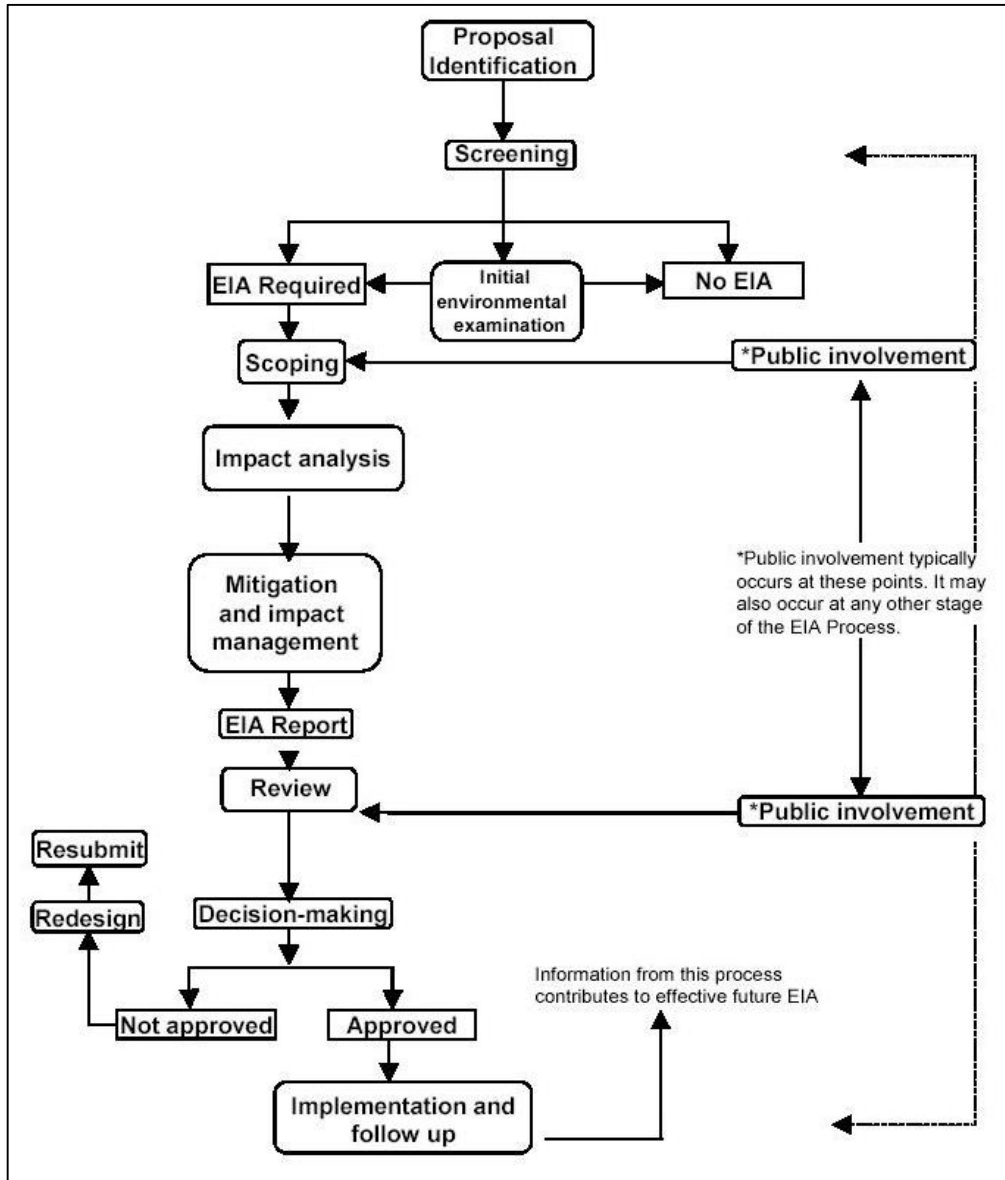 Proposal
Identification
Screening
EIA Required
Initial
environmental
examination
No EIA
Scoping
*Public involvement
Impact analysis
*Public involvement typically
occurs at these points. It may
also occur at any other stage
of the EIA Process.
Mitigation
and impact
management
EIA Report
Review
*Public involvement
Resubmit
Redesign
Decision-making
Information from this process
contributes to effective future EIA
Not approved
Approved
Implementation and
follow up